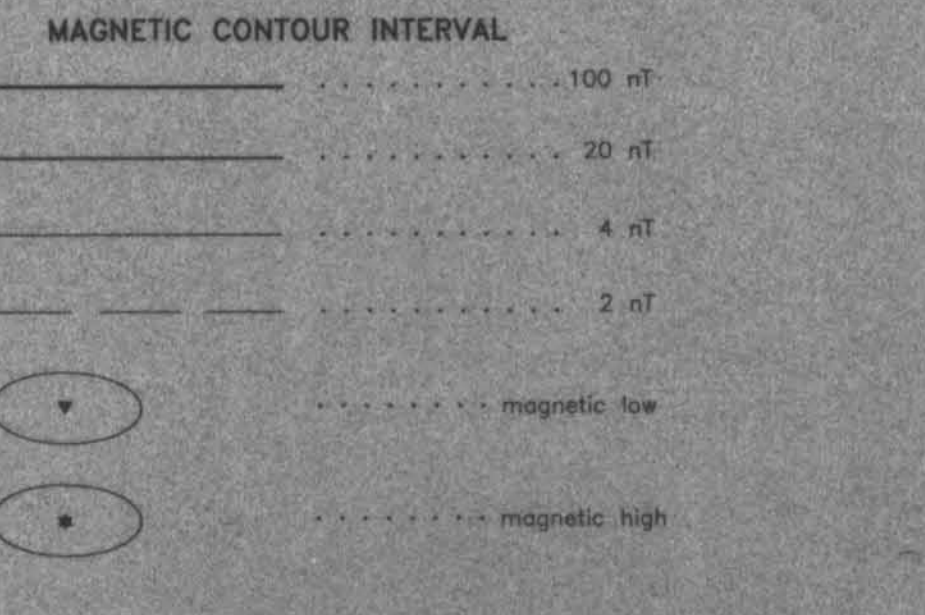 MAGNETIC CONTOUR INTERVAL
100 nT
20 nT
4 nT
2 nT
magnetic low
magnetic high